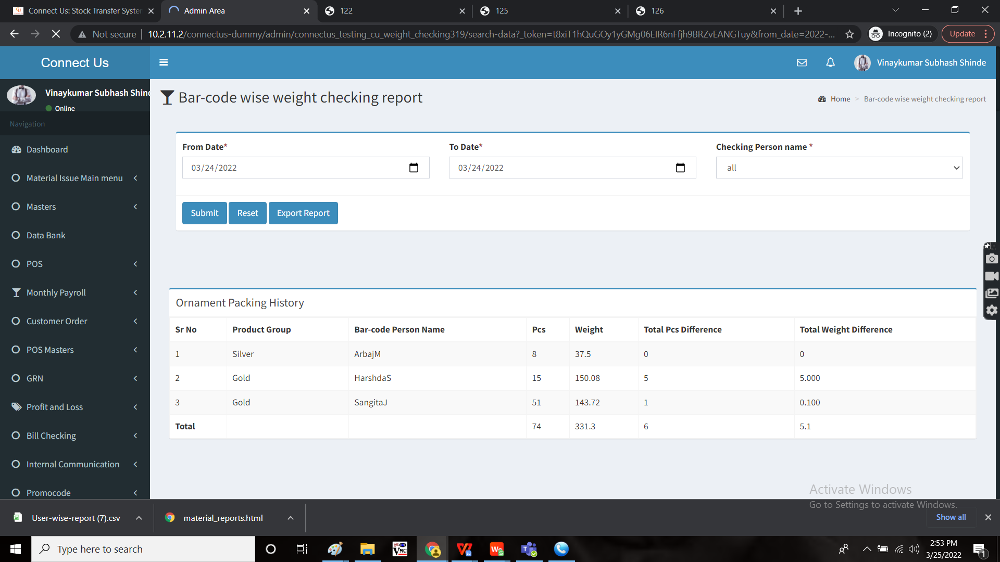 Connect Us: Stock Transfer System
Admin Area
122
125
126
Not secure
10.2.11.2/connectus-dummy/admin/connectus_testing_cu_weight_checking319/search-data?_token=t8xiT1hQuGOy1yGMg06EIR6nFfjh9BRZvEANGTuy&from_date=2022-...
Incognito (2)
Update
Connect Us
Vinaykumar Subhash Shinde
Vinaykumar Subhash Shind
Online
Navigation
Dashboard
Material Issue Main menu
Masters
Data Bank
POS
Monthly Payroll
Customer Order
POS Masters
GRN
Profit and Loss
Bill Checking
Internal Communication
Promocode
Bar-code wise weight checking report
Home > Bar-code wise weight checking report
From Date* To Date* Checking Person name *
03/24/2022 03/24/2022 all
Submit Reset Export Report
Ornament Packing History
Sr No Product Group Bar-code Person Name Pcs Weight Total Pcs Difference Total Weight Difference
1 Silver ArbajM 8 37.5 0 0
2 Gold HarshdaS 15 150.08 5 5.000
3 Gold SangitaJ 51 143.72 1 0.100
Total 74 331.3 6 5.1
Activate Windows
Go to Settings to activate Windows.
User-wise-report (7).csv
material_reports.html
Show all
Type here to search
2:53 PM
3/25/2022
1